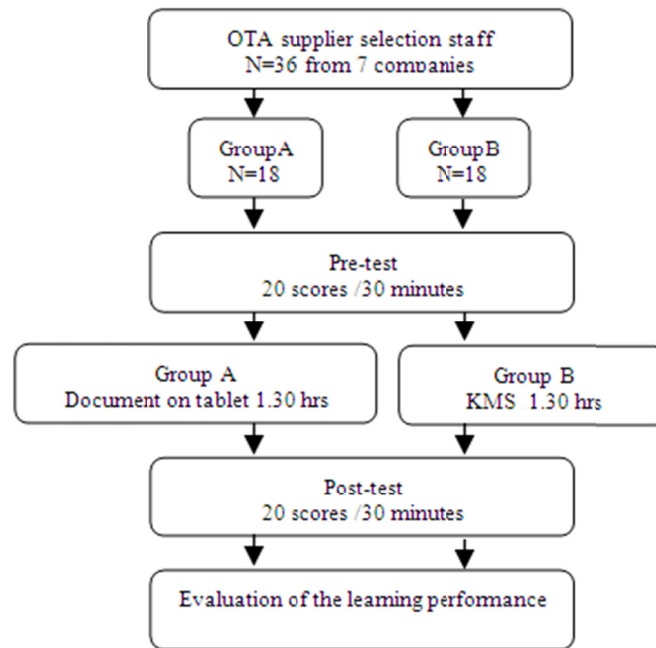 OTA supplier selection staff
N=36 from 7 companies
GroupA
N=18
GroupB
N=18
Pre-test
20 scores /30 minutes
Group A
Document on tablet 1.30 hrs
Group B
KMS 1.30 hrs
Post-test
20 scores /30 minutes
Evaluation of the learning performance